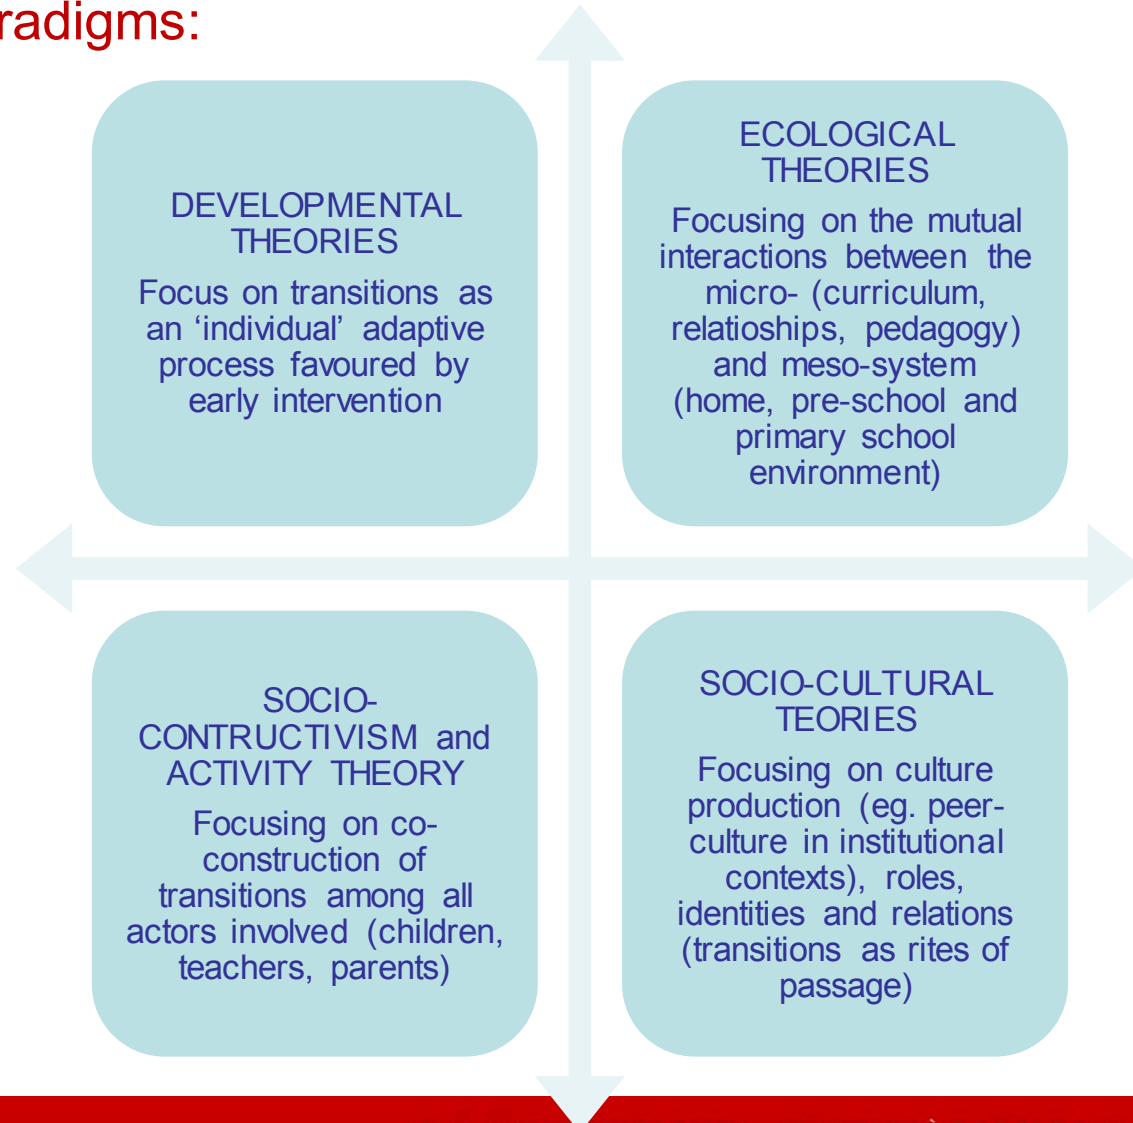 radigms:
DEVELOPMENTAL
THEORIES
Focus on transitions as
an ‘individual’ adaptive
process favoured by
early intervention
ECOLOGICAL
THEORIES
Focusing on the mutual
interactions between the
micro- (curriculum,
relatioships, pedagogy)
and meso-system
(home, pre-school and
primary school
environment)
SOCIO-
CONTRUCTIVISM and
ACTIVITY THEORY
Focusing on co-
construction of
transitions among all
actors involved (children,
teachers, parents)
SOCIO-CULTURAL
TEORIES
Focusing on culture
production (eg. peer-
culture in institutional
contexts), roles,
identities and relations
(transitions as rites of
passage)